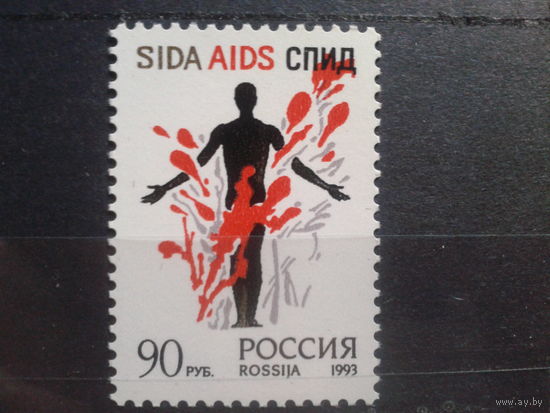 SIDA AIDS СПИД
90 РУБ. РОССИЯ
ROSSIJA 1993
www.ay.by